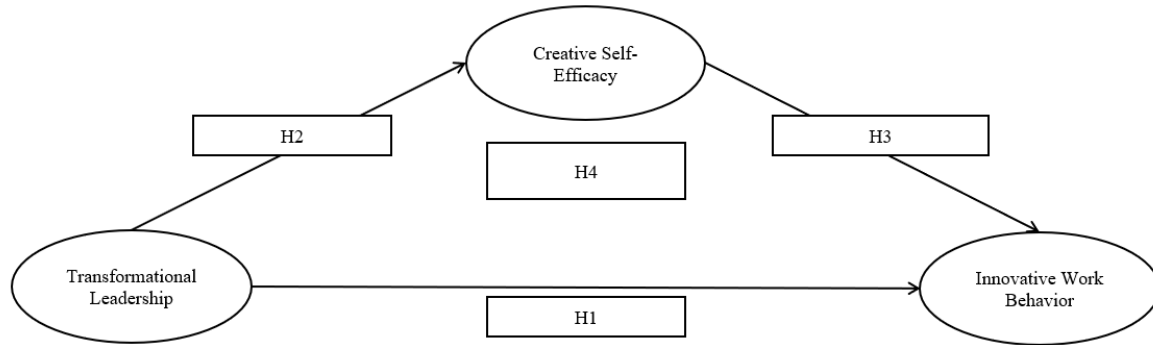 Creative Self-
Efficacy
H2
H3
H4
Transformational
Leadership
Innovative Work
Behavior
H1